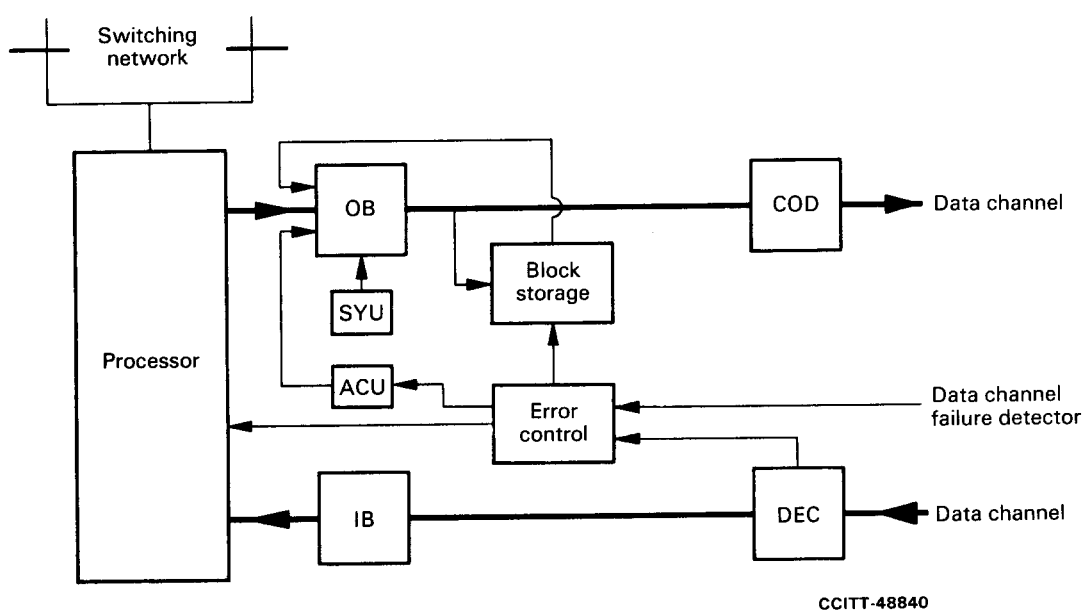 Switching
network
OB
COD
Data channel
Block
storage
SYU
Processor
ACU
Error
control
Data channel
failure detector
IB
DEC
Data channel
CCITT-48840